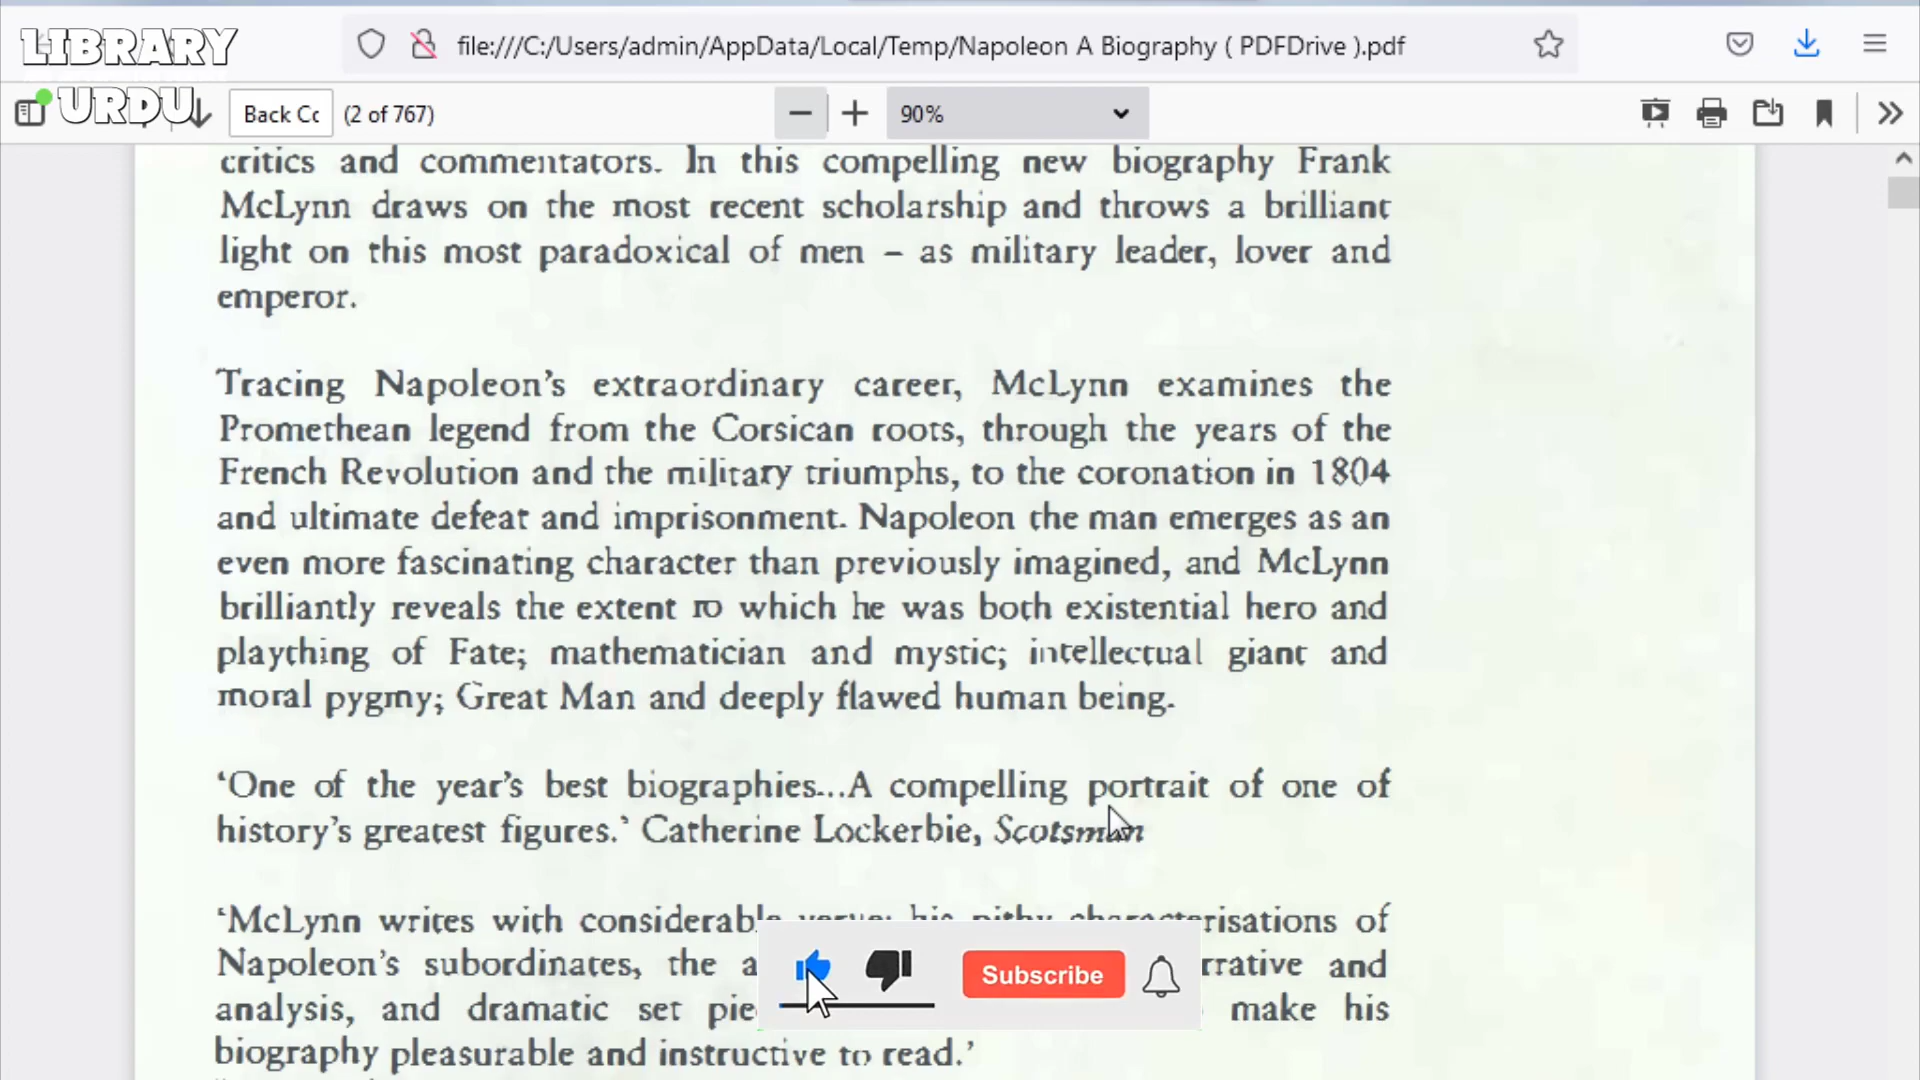 LIBRARY
URDU
file:///C:/Users/admin/AppData/Local/Temp/Napoleon A Biography ( PDFDrive ).pdf
Back Cc (2 of 767)
90%
critics and commentators. In this compelling new biography Frank
McLynn draws on the most recent scholarship and throws a brilliant
light on this most paradoxical of men – as military leader, lover and
emperor.
Tracing Napoleon's extraordinary career, McLynn examines the
Promethean legend from the Corsican roots, through the years of the
French Revolution and the military triumphs, to the coronation in 1804
and ultimate defeat and imprisonment. Napoleon the man emerges as an
even more fascinating character than previously imagined, and McLynn
brilliantly reveals the extent to which he was both existential hero and
plaything of Fate; mathematician and mystic; intellectual giant and
moral pygmy; Great Man and deeply flawed human being.
'One of the year's best biographies...A compelling portrait of one of
history's greatest figures.' Catherine Lockerbie, Scotsman
'McLynn writes with considerable verve; his pithy characterisations of
Napoleon's subordinates, the a rrative and
analysis, and dramatic set pie make his
biography pleasurable and instructive to read.'
Subscribe